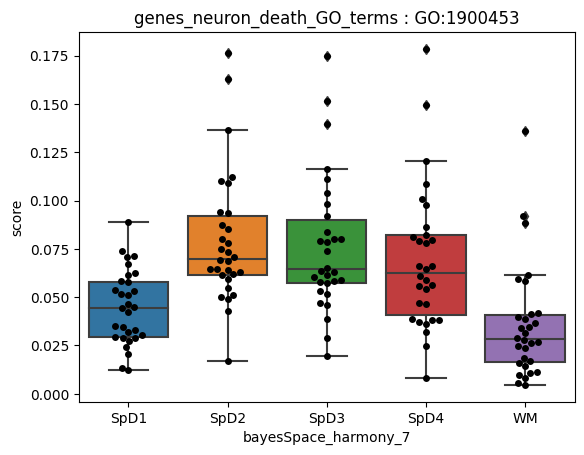 genes_neuron_death_GO_terms : GO:1900453
0.175
0.150
0.125
0.100
0.075
0.050
0.025
0.000
score
SpD1 SpD2 SpD3 SpD4 WM
bayesSpace_harmony_7